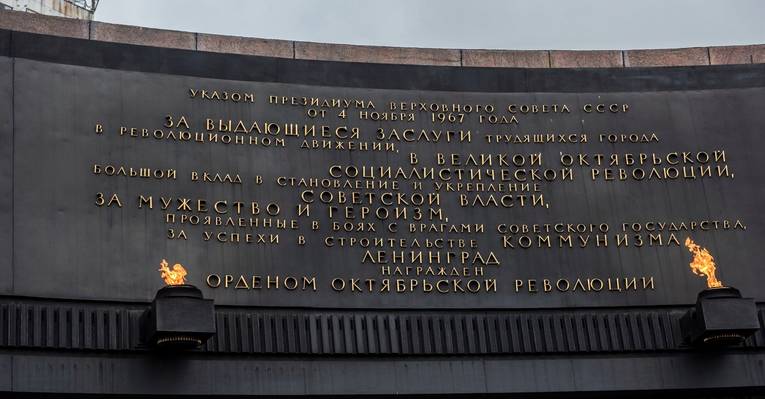 УКАЗОМ ПРЕЗИДИУМА ВЕРХОВНОГО СОВЕТА СССР
ОТ 4 НОЯБРЯ 1967 ГОДА
ЗА ВЫДАЮЩИЕСЯ ЗАСЛУГИ ТРУДЯЩИХСЯ ГОРОДА
В РЕВОЛЮЦИОННОМ ДВИЖЕНИИ,
В ВЕЛИКОЙ ОКТЯБРЬСКОЙ
СОЦИАЛИСТИЧЕСКОЙ РЕВОЛЮЦИИ,
БОЛЬШОЙ ВКЛАД В СТАНОВЛЕНИЕ И УКРЕПЛЕНИЕ
СОВЕТСКОЙ ВЛАСТИ,
ЗА МУЖЕСТВО И ГЕРОИЗМ,
ПРОЯВЛЕННЫЕ В БОЯХ С ВРАГАМИ СОВЕТСКОГО ГОСУДАРСТВА,
ЗА УСПЕХИ В СТРОИТЕЛЬСТВЕ КОММУНИЗМА
ЛЕНИНГРАД
НАГРАЖДЕН
ОРДЕНОМ ОКТЯБРЬСКОЙ РЕВОЛЮЦИИ